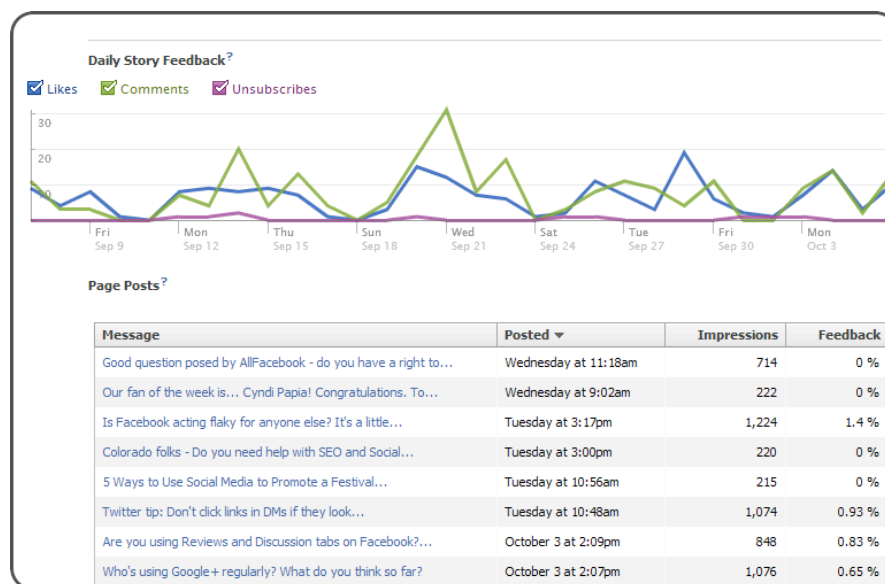 Daily Story Feedback?
Likes Comments Unsubscribes
30
20
10
Fri Mon Thu Sun Wed Sat Tue Fri Mon
Sep 9 Sep 12 Sep 15 Sep 18 Sep 21 Sep 24 Sep 27 Sep 30 Oct 3
Page Posts?
Message Posted Impressions Feedback
Good question posed by AllFacebook - do you have a right to... Wednesday at 11:18am 714 0 %
Our fan of the week is... Cyndi Papia! Congratulations. To... Wednesday at 9:02am 222 0 %
Is Facebook acting flaky for anyone else? It's a little... Tuesday at 3:17pm 1,224 1.4 %
Colorado folks - Do you need help with SEO and Social... Tuesday at 3:00pm 220 0 %
5 Ways to Use Social Media to Promote a Festival... Tuesday at 10:56am 215 0 %
Twitter tip: Don't click links in DMs if they look... Tuesday at 10:48am 1,074 0.93 %
Are you using Reviews and Discussion tabs on Facebook?... October 3 at 2:09pm 848 0.83 %
Who's using Google+ regularly? What do you think so far? October 3 at 2:07pm 1,076 0.65 %